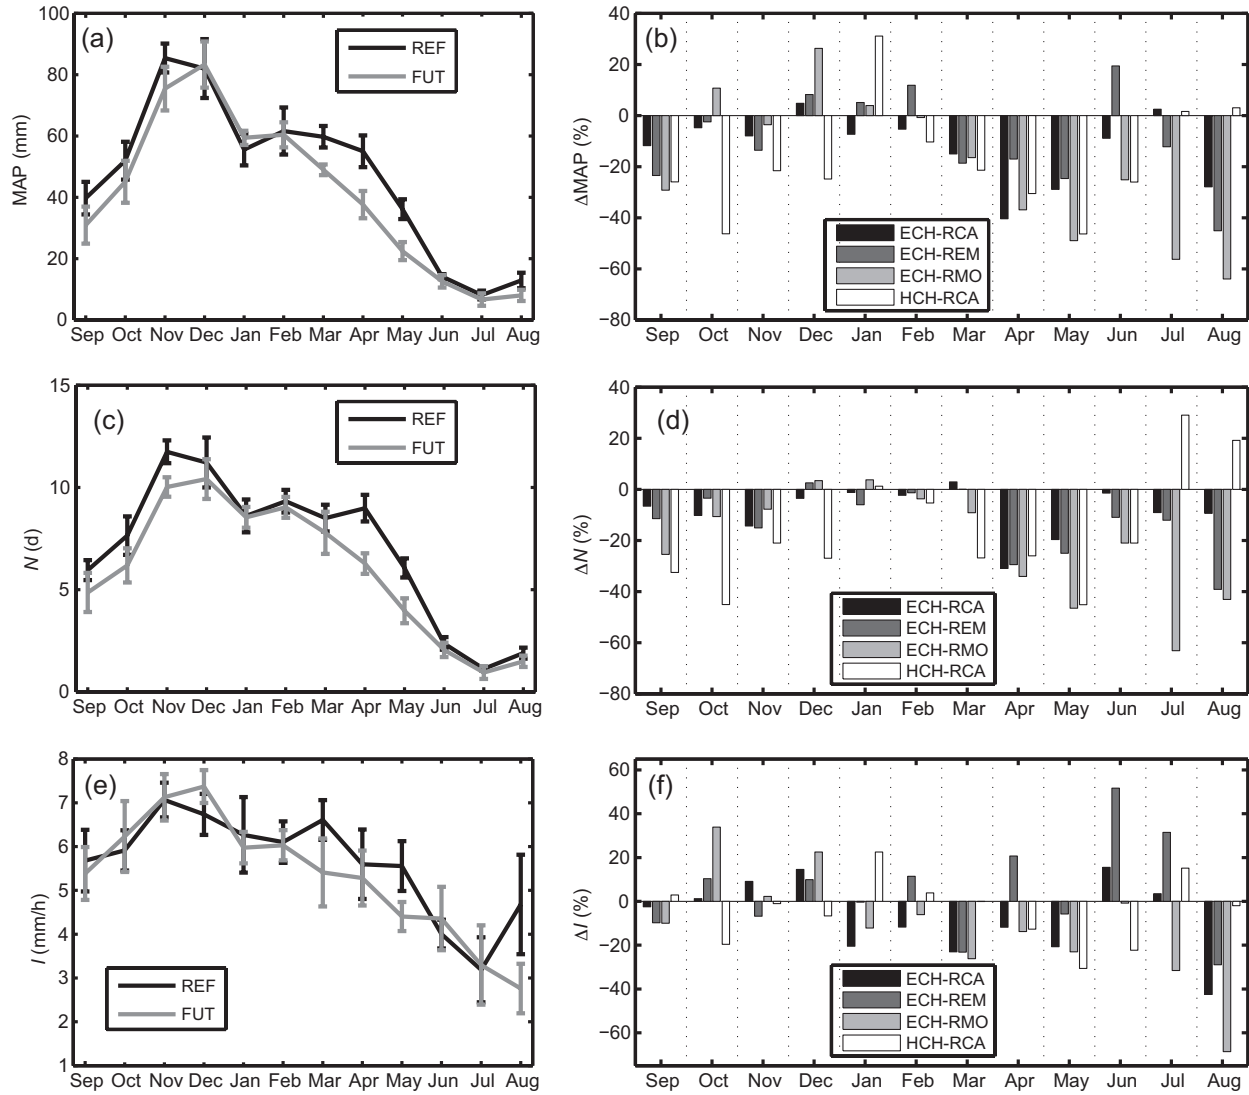 (a)
MAP (mm)
100
80
60
40
20
0
REF
FUT
Sep Oct Nov Dec Jan Feb Mar Apr May Jun Jul Aug
(b)
ΔMAP (%)
40
20
0
−20
−40
−60
−80
ECH-RCA
ECH-REM
ECH-RMO
HCH-RCA
Sep Oct Nov Dec Jan Feb Mar Apr May Jun Jul Aug
(c)
N (d)
15
10
5
0
REF
FUT
Sep Oct Nov Dec Jan Feb Mar Apr May Jun Jul Aug
(d)
ΔN (%)
40
20
0
−20
−40
−60
−80
ECH-RCA
ECH-REM
ECH-RMO
HCH-RCA
Sep Oct Nov Dec Jan Feb Mar Apr May Jun Jul Aug
(e)
I (mm/h)
8
7
6
5
4
3
2
1
REF
FUT
Sep Oct Nov Dec Jan Feb Mar Apr May Jun Jul Aug
(f)
ΔI (%)
60
40
20
0
−20
−40
−60
ECH-RCA
ECH-REM
ECH-RMO
HCH-RCA
Sep Oct Nov Dec Jan Feb Mar Apr May Jun Jul Aug